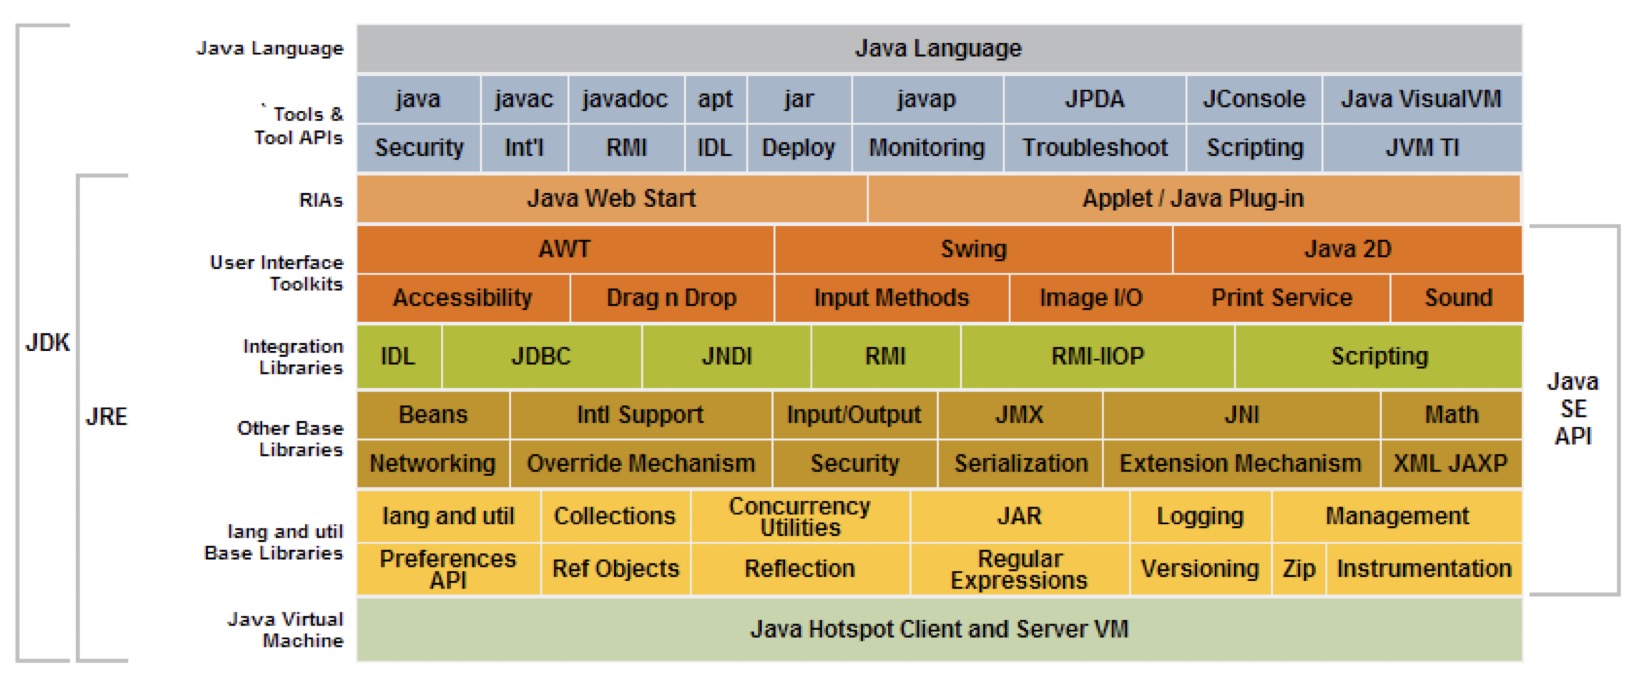 Java Language
Java Language
` Tools &
Tool APIs
java javac javadoc apt jar javap JPDA JConsole Java VisualVM
Security Int'l RMI IDL Deploy Monitoring Troubleshoot Scripting JVM TI
RIAs
Java Web Start Applet / Java Plug-in
User Interface
Toolkits
AWT Swing Java 2D
Accessibility Drag n Drop Input Methods Image I/O Print Service Sound
Integration
Libraries
IDL JDBC JNDI RMI RMI-IIOP Scripting
Other Base
Libraries
Beans Intl Support Input/Output JMX JNI Math
Networking Override Mechanism Security Serialization Extension Mechanism XML JAXP
lang and util
Base Libraries
lang and util Collections Concurrency
Utilities JAR Logging Management
Preferences
API Ref Objects Reflection Regular
Expressions Versioning Zip Instrumentation
Java Virtual
Machine
Java Hotspot Client and Server VM
JDK
JRE
Java
SE
API